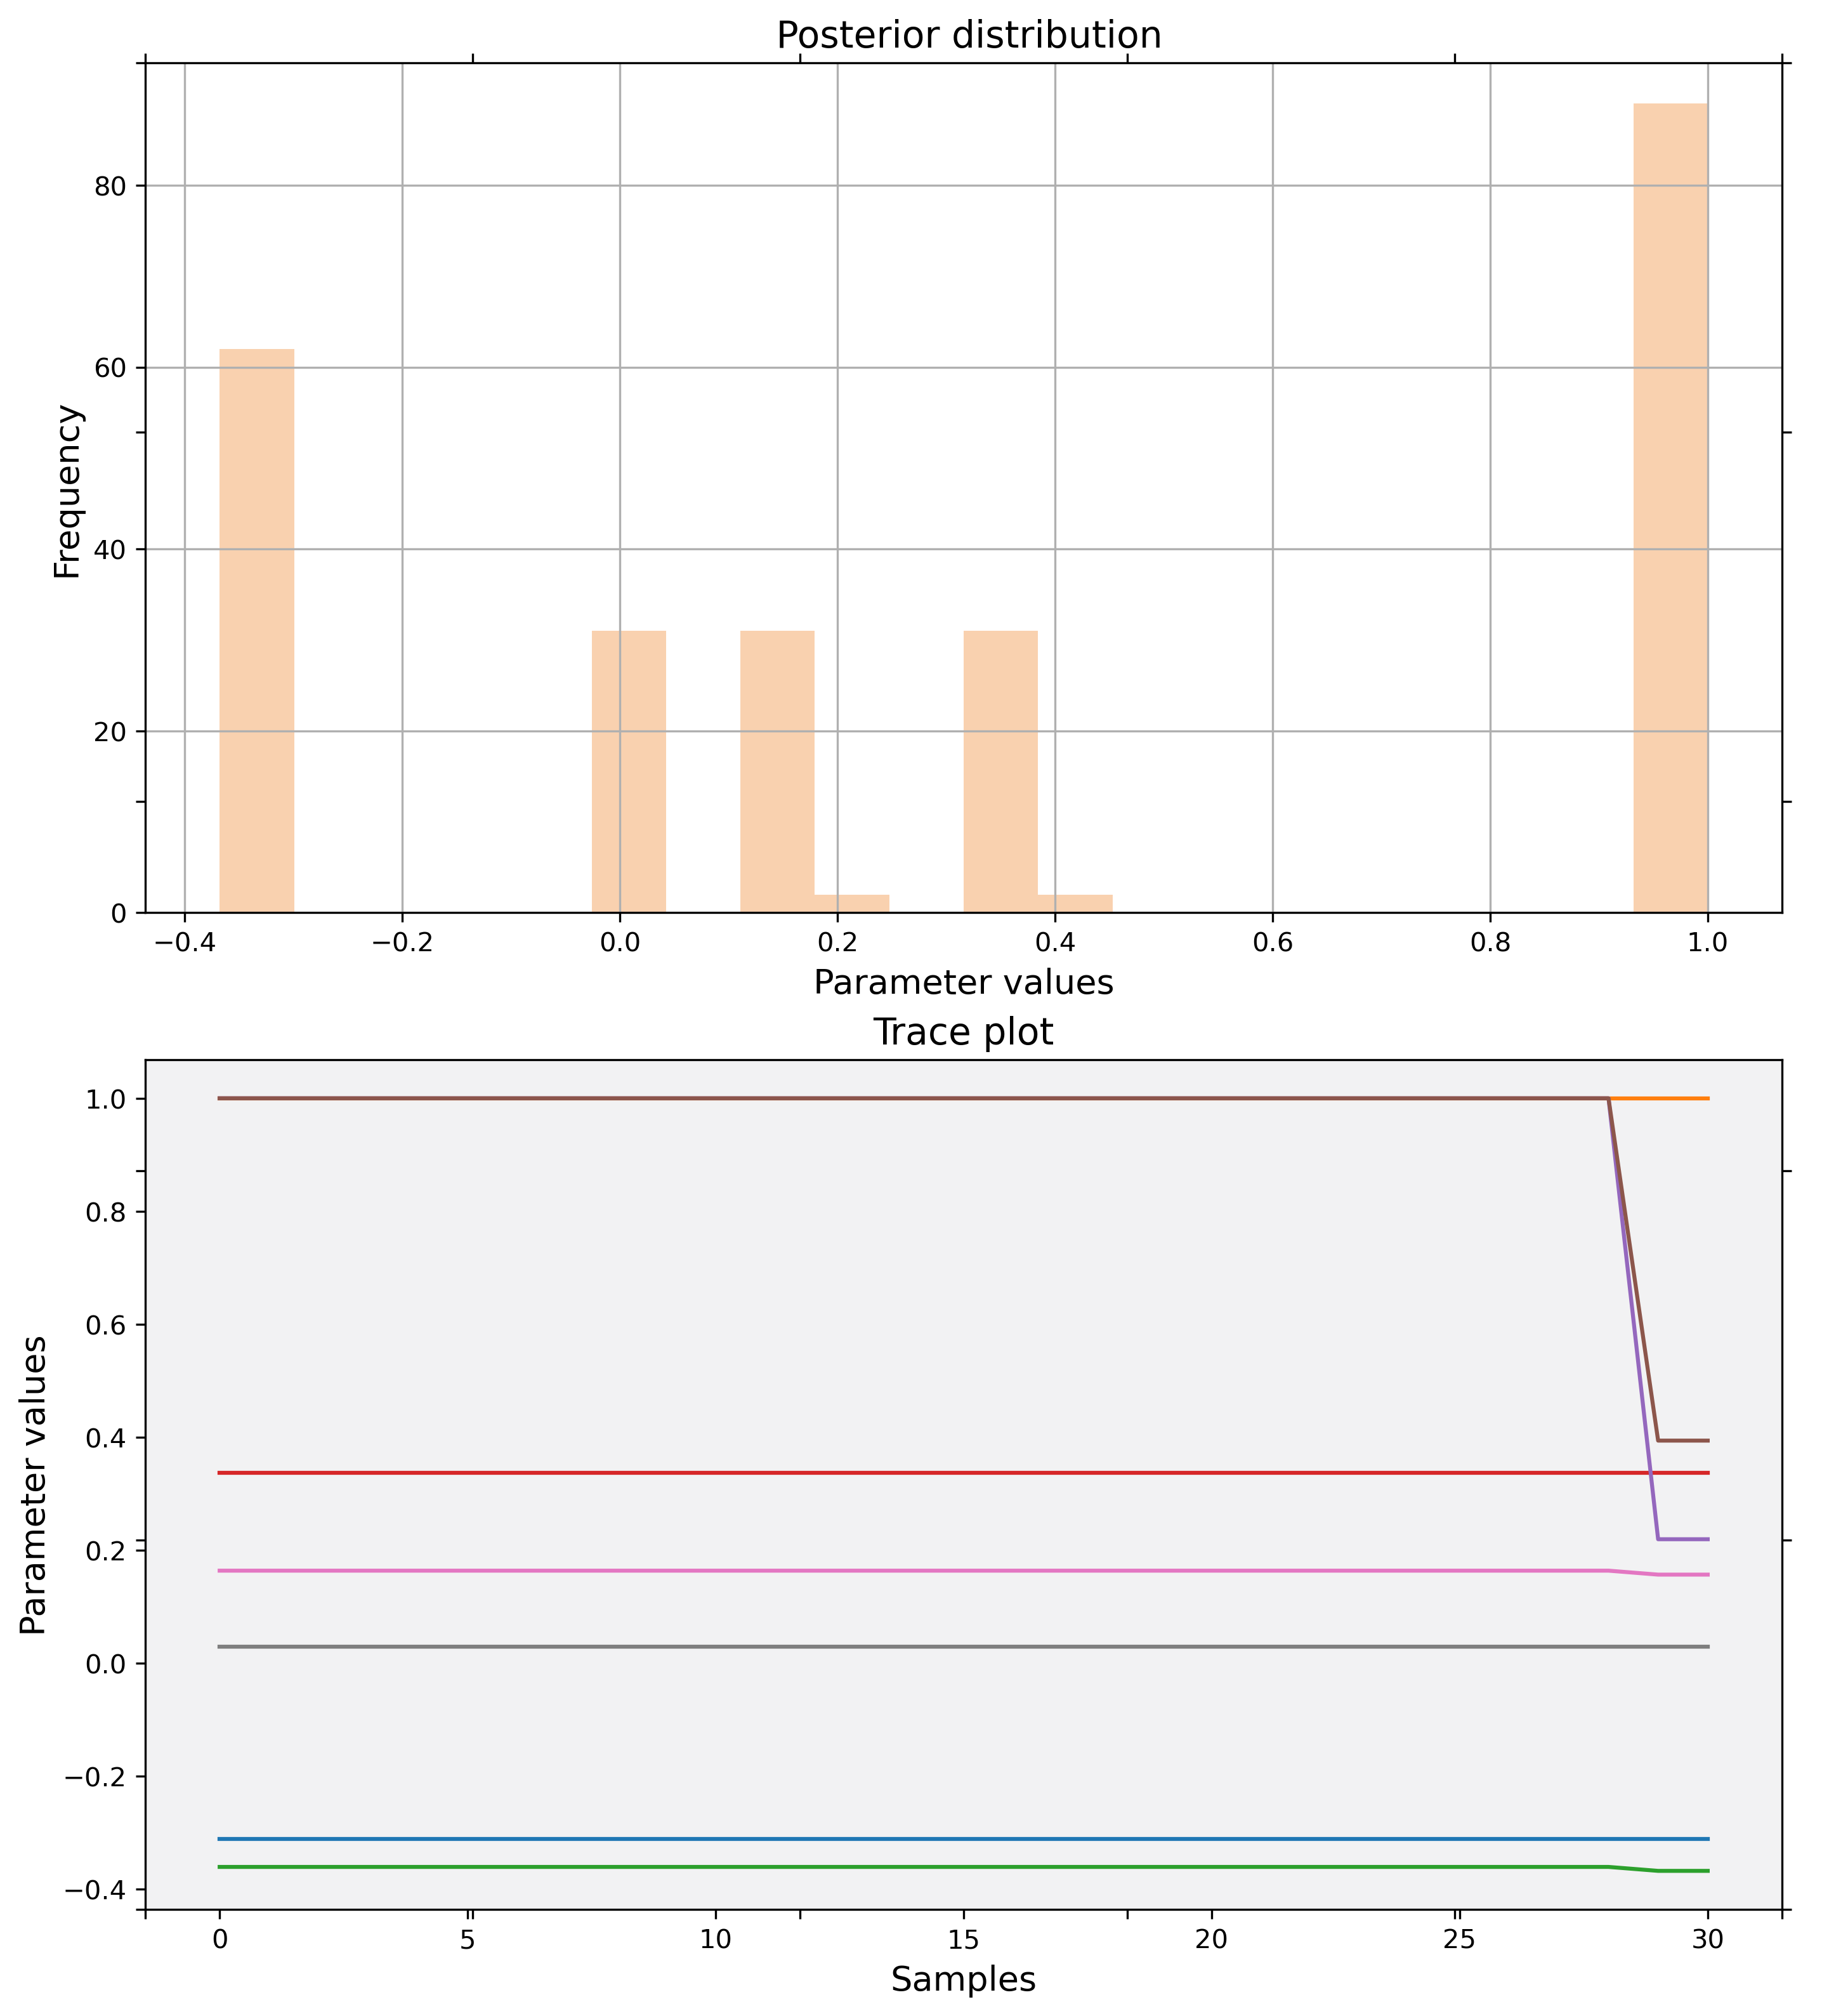 Posterior distribution
80
60
40
20
0
Frequency
−0.4 −0.2 0.0 0.2 0.4 0.6 0.8 1.0
Parameter values
Trace plot
1.0
0.8
0.6
0.4
0.2
0.0
−0.2
−0.4
Parameter values
0 5 10 15 20 25 30
Samples